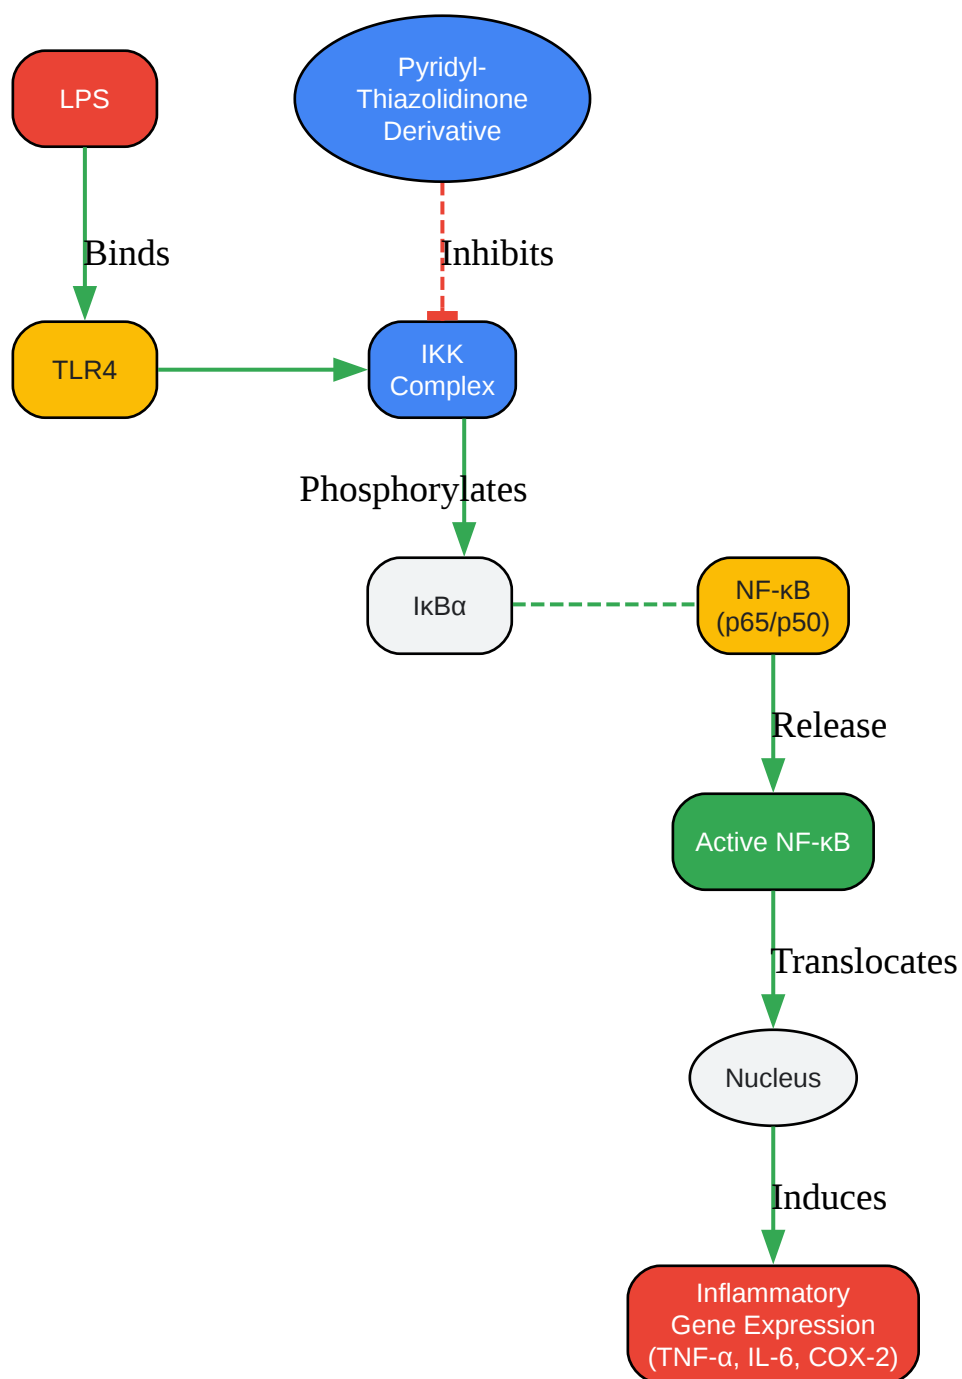 LPS
Pyridyl-
Thiazolidinone
Derivative
Binds
Inhibits
TLR4
IKK
Complex
Phosphorylates
IκBα
NF-κB
(p65/p50)
Release
Active NF-κB
Translocates
Nucleus
Induces
Inflammatory
Gene Expression
(TNF-α, IL-6, COX-2)